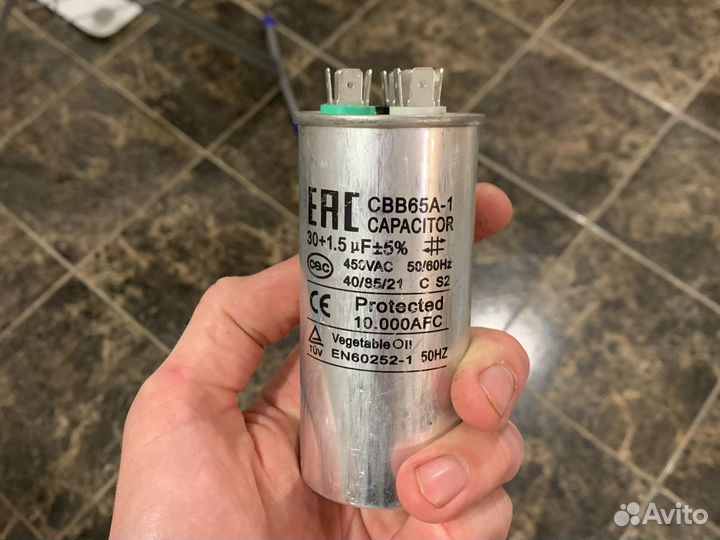 EAC CBB65A-1
CAPACITOR
30+1.5 μF±5%
CQC 450VAC 50/60Hz
40/85/21 C S2
CE Protected
10.000AFC
Vegetable Oil
TÜV EN60252-1 50HZ
Avito